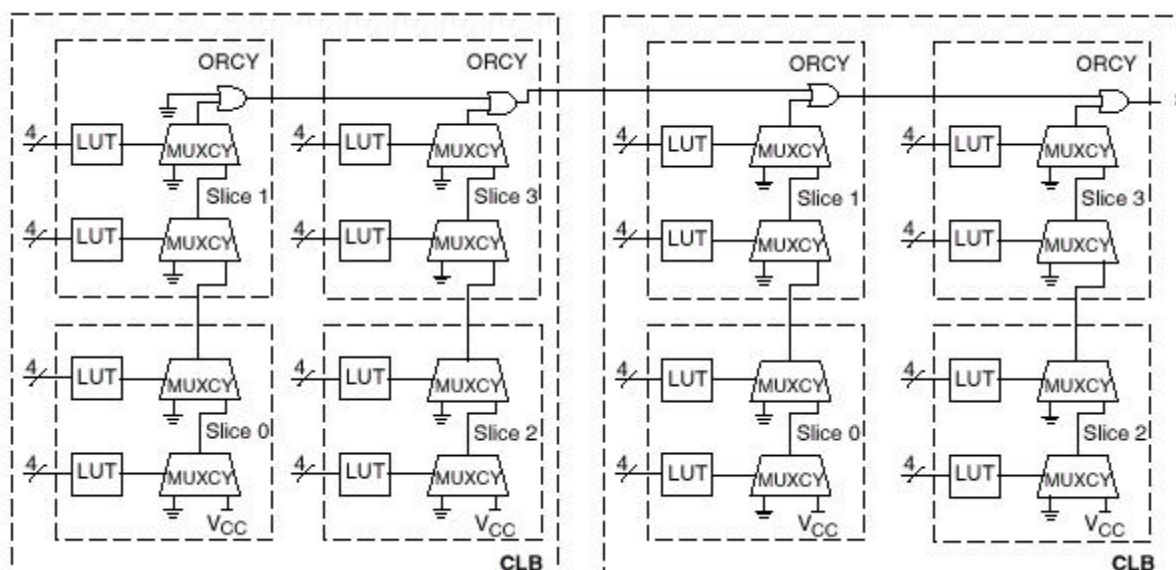 ORCY ORCY ORCY ORCY
4 LUT MUXCY 4 LUT MUXCY 4 LUT MUXCY 4 LUT MUXCY
Slice 1 Slice 3 Slice 1 Slice 3
4 LUT MUXCY 4 LUT MUXCY 4 LUT MUXCY 4 LUT MUXCY
4 LUT MUXCY 4 LUT MUXCY 4 LUT MUXCY 4 LUT MUXCY
Slice 0 Slice 2 Slice 0 Slice 2
4 LUT MUXCY 4 LUT MUXCY 4 LUT MUXCY 4 LUT MUXCY
VCC VCC VCC VCC
CLB CLB